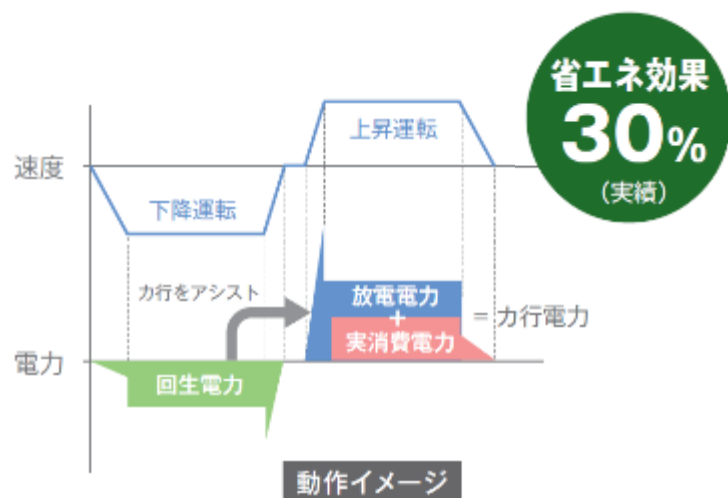 省エネ効果
30%
（実績）
速度
上昇運転
下降運転
力行をアシスト
放電電力
+
実消費電力
= 力行電力
電力
回生電力
動作イメージ